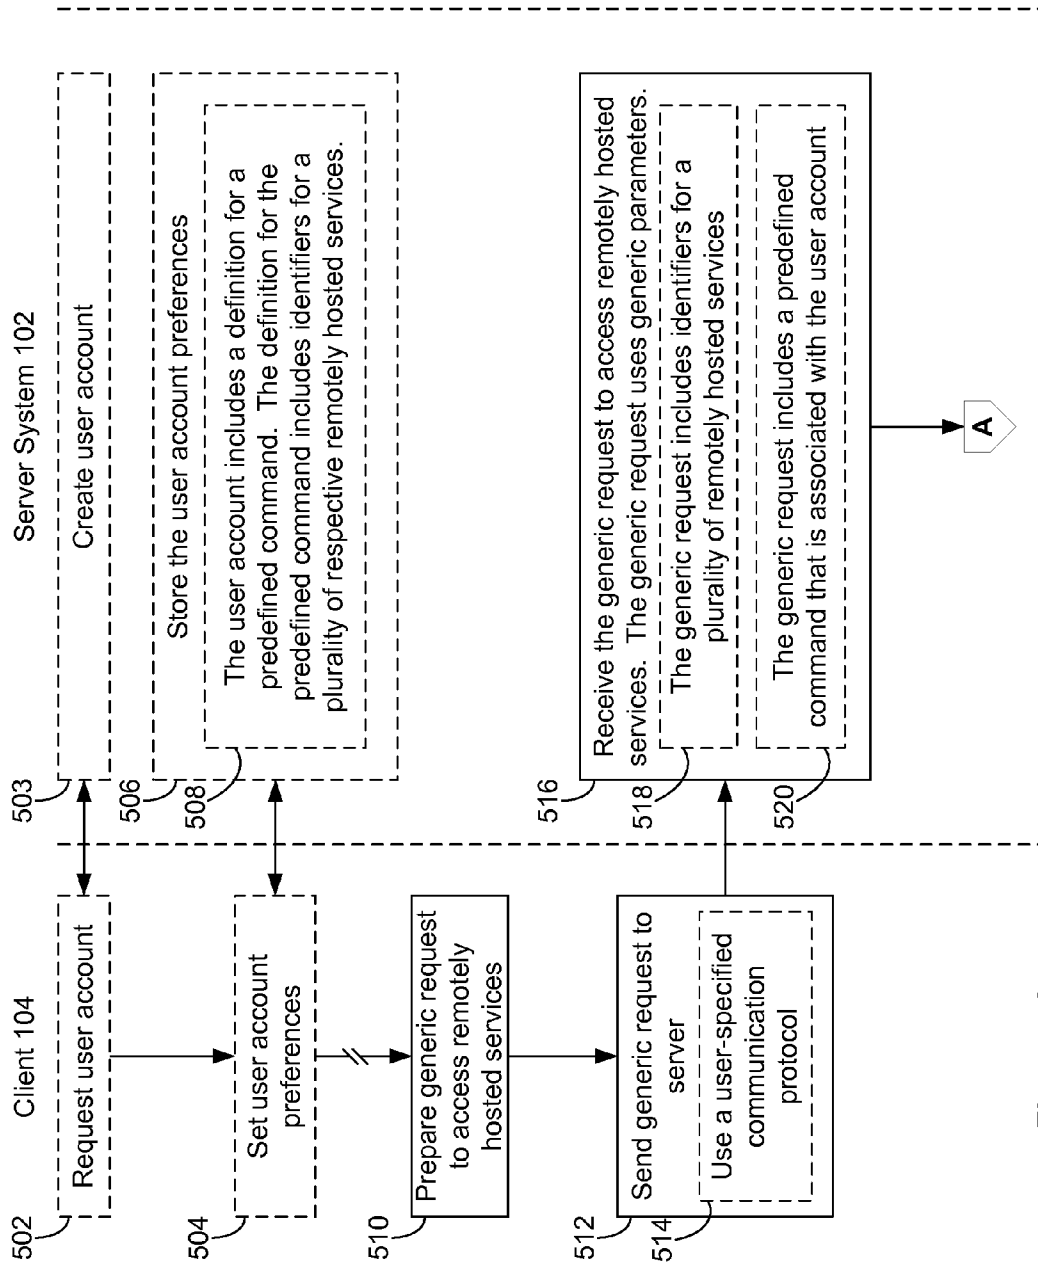 Client 104
502
Request user account
504
Set user account
preferences
510
Prepare generic request
to access remotely
hosted services
512
Send generic request to
server
514
Use a user-specified
communication
protocol
Server System 102
503
Create user account
506
Store the user account preferences
508
The user account includes a definition for a
predefined command. The definition for the
predefined command includes identifiers for a
plurality of respective remotely hosted services.
516
Receive the generic request to access remotely hosted
services. The generic request uses generic parameters.
518
The generic request includes identifiers for a
plurality of remotely hosted services
520
The generic request includes a predefined
command that is associated with the user account
A